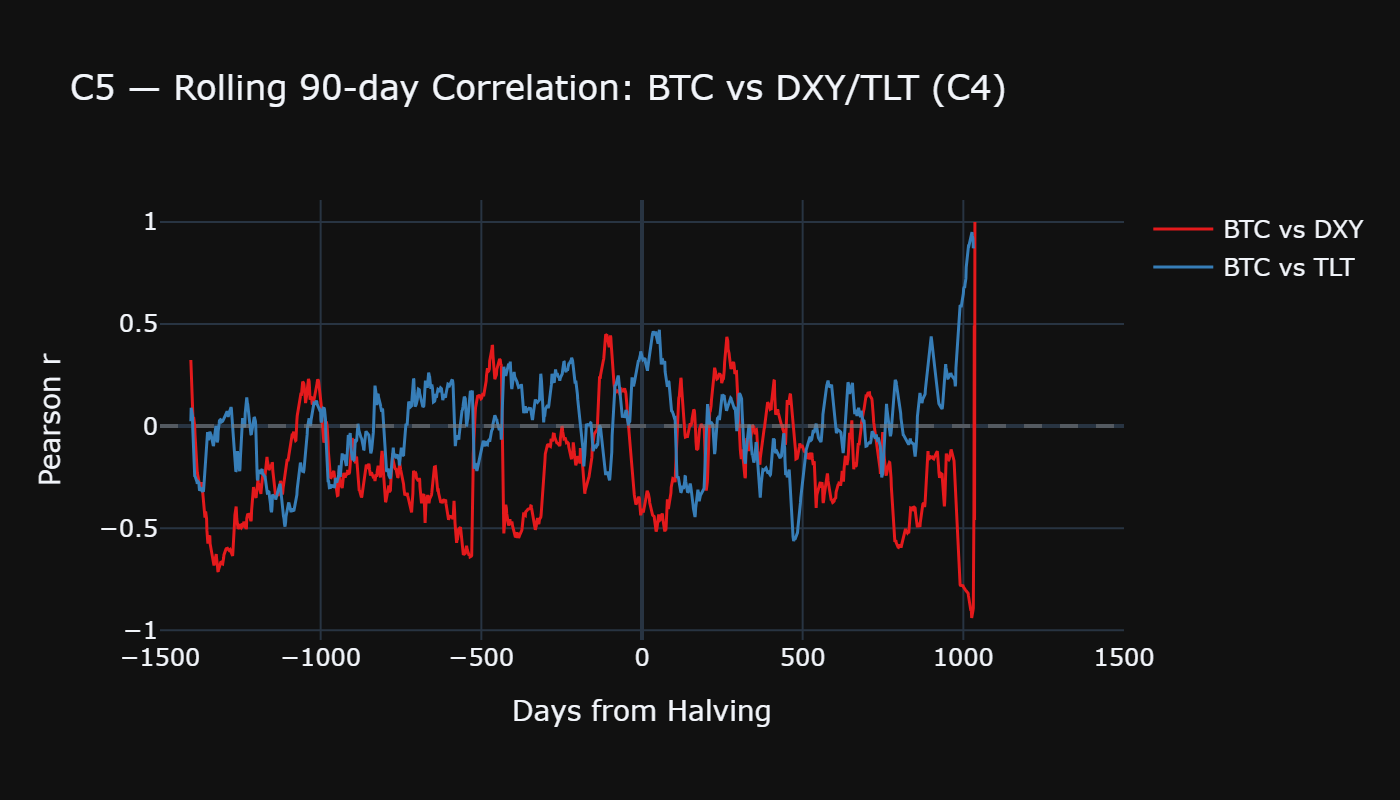 C5 — Rolling 90-day Correlation: BTC vs DXY/TLT (C4)
BTC vs DXY
BTC vs TLT
1
0.5
0
−0.5
−1
Pearson r
−1500 −1000 −500 0 500 1000 1500
Days from Halving